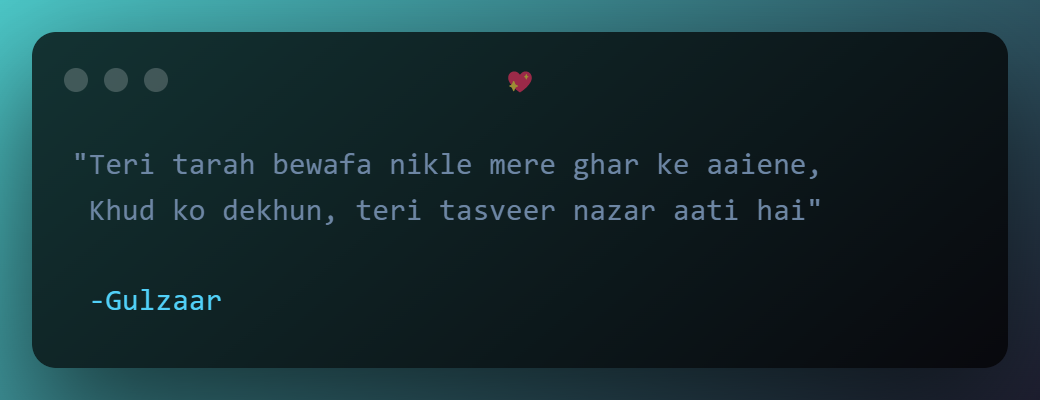 "Teri tarah bewafa nikle mere ghar ke aaiene,
Khud ko dekhun, teri tasveer nazar aati hai"
-Gulzaar